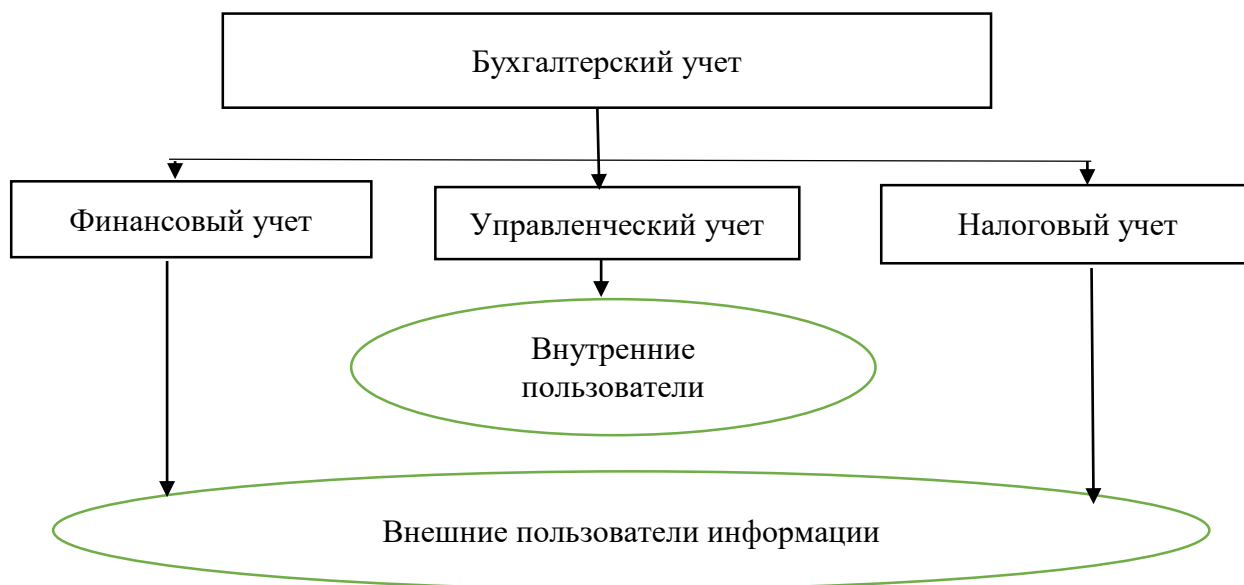 Бухгалтерский учет
Финансовый учет
Управленческий учет
Налоговый учет
Внутренние
пользователи
Внешние пользователи информации